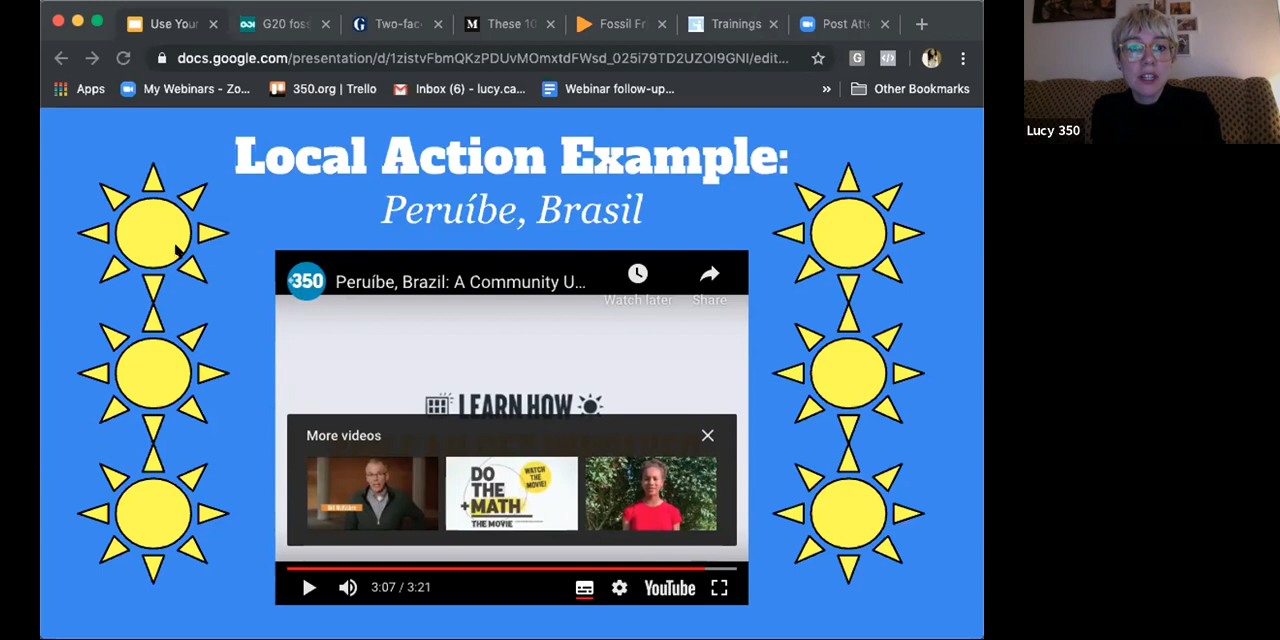 Use Your
G20 foss
Two-fac
These 10
Fossil Fr
Trainings
Post Att
docs.google.com/presentation/d/1zistvFbmQKzPDUvMOmxtdFWsd_025i79TD2UZOI9GNI/edit...
G
Apps
My Webinars - Zo...
350.org | Trello
Inbox (6) - lucy.ca...
Webinar follow-up...
»
Other Bookmarks
Lucy 350
Local Action Example:
Peruíbe, Brasil
350
Peruíbe, Brazil: A Community U...
Watch later
Share
LEARN HOW
More videos
DO
THE
+MATH
THE MOVIE
WATCH
THE
MOVIE!
3:07 / 3:21
YouTube